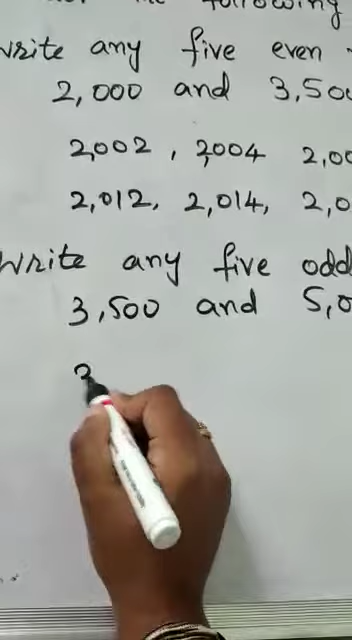 following
write any five even
2,000 and 3,500
2,002, 2,004 2,00
2,012, 2,014, 2,0
Write any five odd
3,500 and 5,0
3